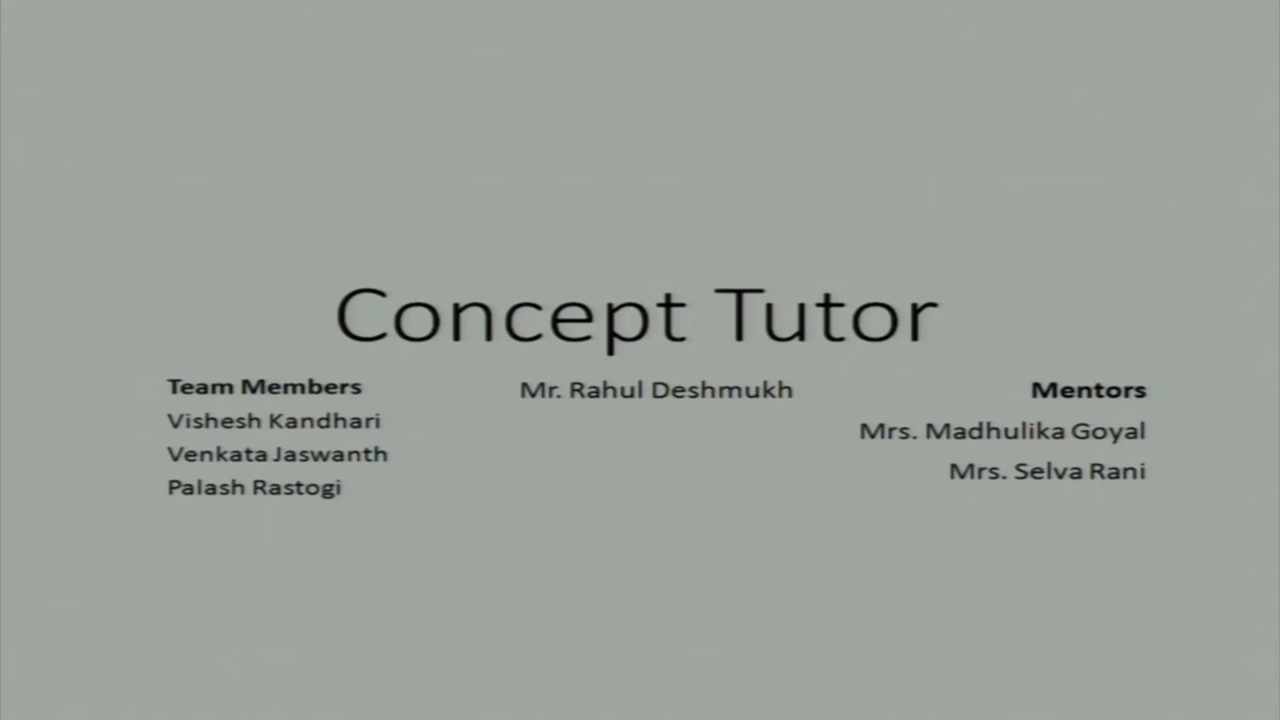 Concept Tutor
Team Members
Vishesh Kandhari
Venkata Jaswanth
Palash Rastogi
Mr. Rahul Deshmukh
Mentors
Mrs. Madhulika Goyal
Mrs. Selva Rani